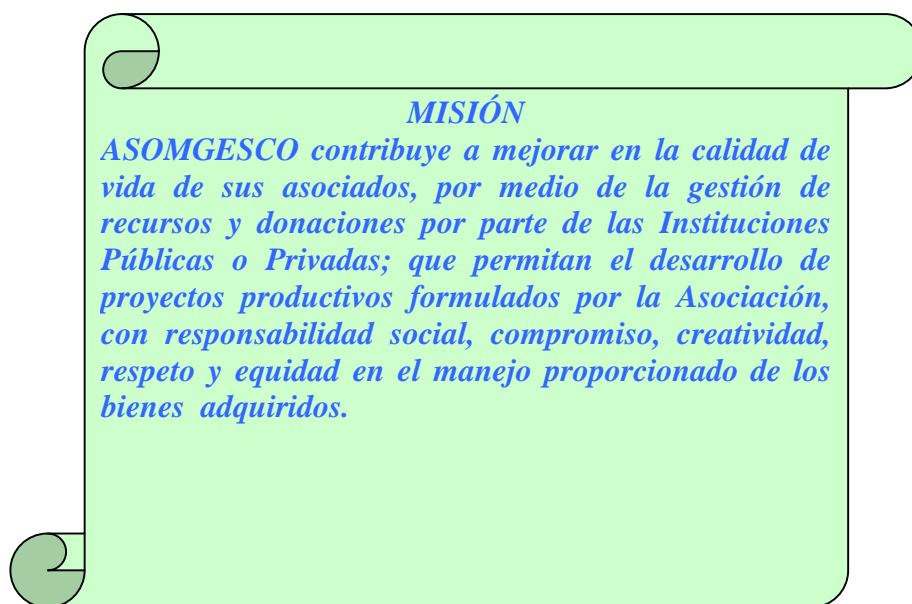 MISIÓN
ASOMGESCO contribuye a mejorar en la calidad de
vida de sus asociados, por medio de la gestión de
recursos y donaciones por parte de las Instituciones
Públicas o Privadas; que permitan el desarrollo de
proyectos productivos formulados por la Asociación,
con responsabilidad social, compromiso, creatividad,
respeto y equidad en el manejo proporcionado de los
bienes adquiridos.